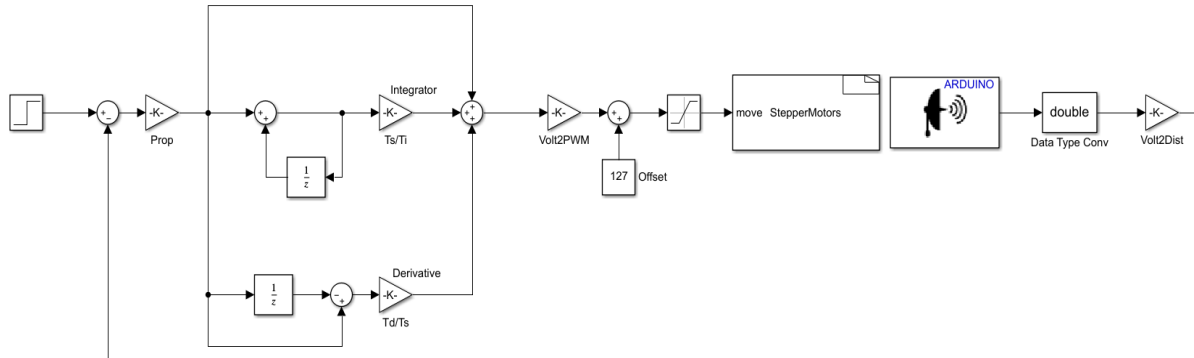 -K-
Prop
Integrator
-K-
Ts/Ti
1
z
1
z
Derivative
-K-
Td/Ts
-K-
Volt2PWM
127 Offset
move StepperMotors
ARDUINO
double
Data Type Conv
-K-
Volt2Dist